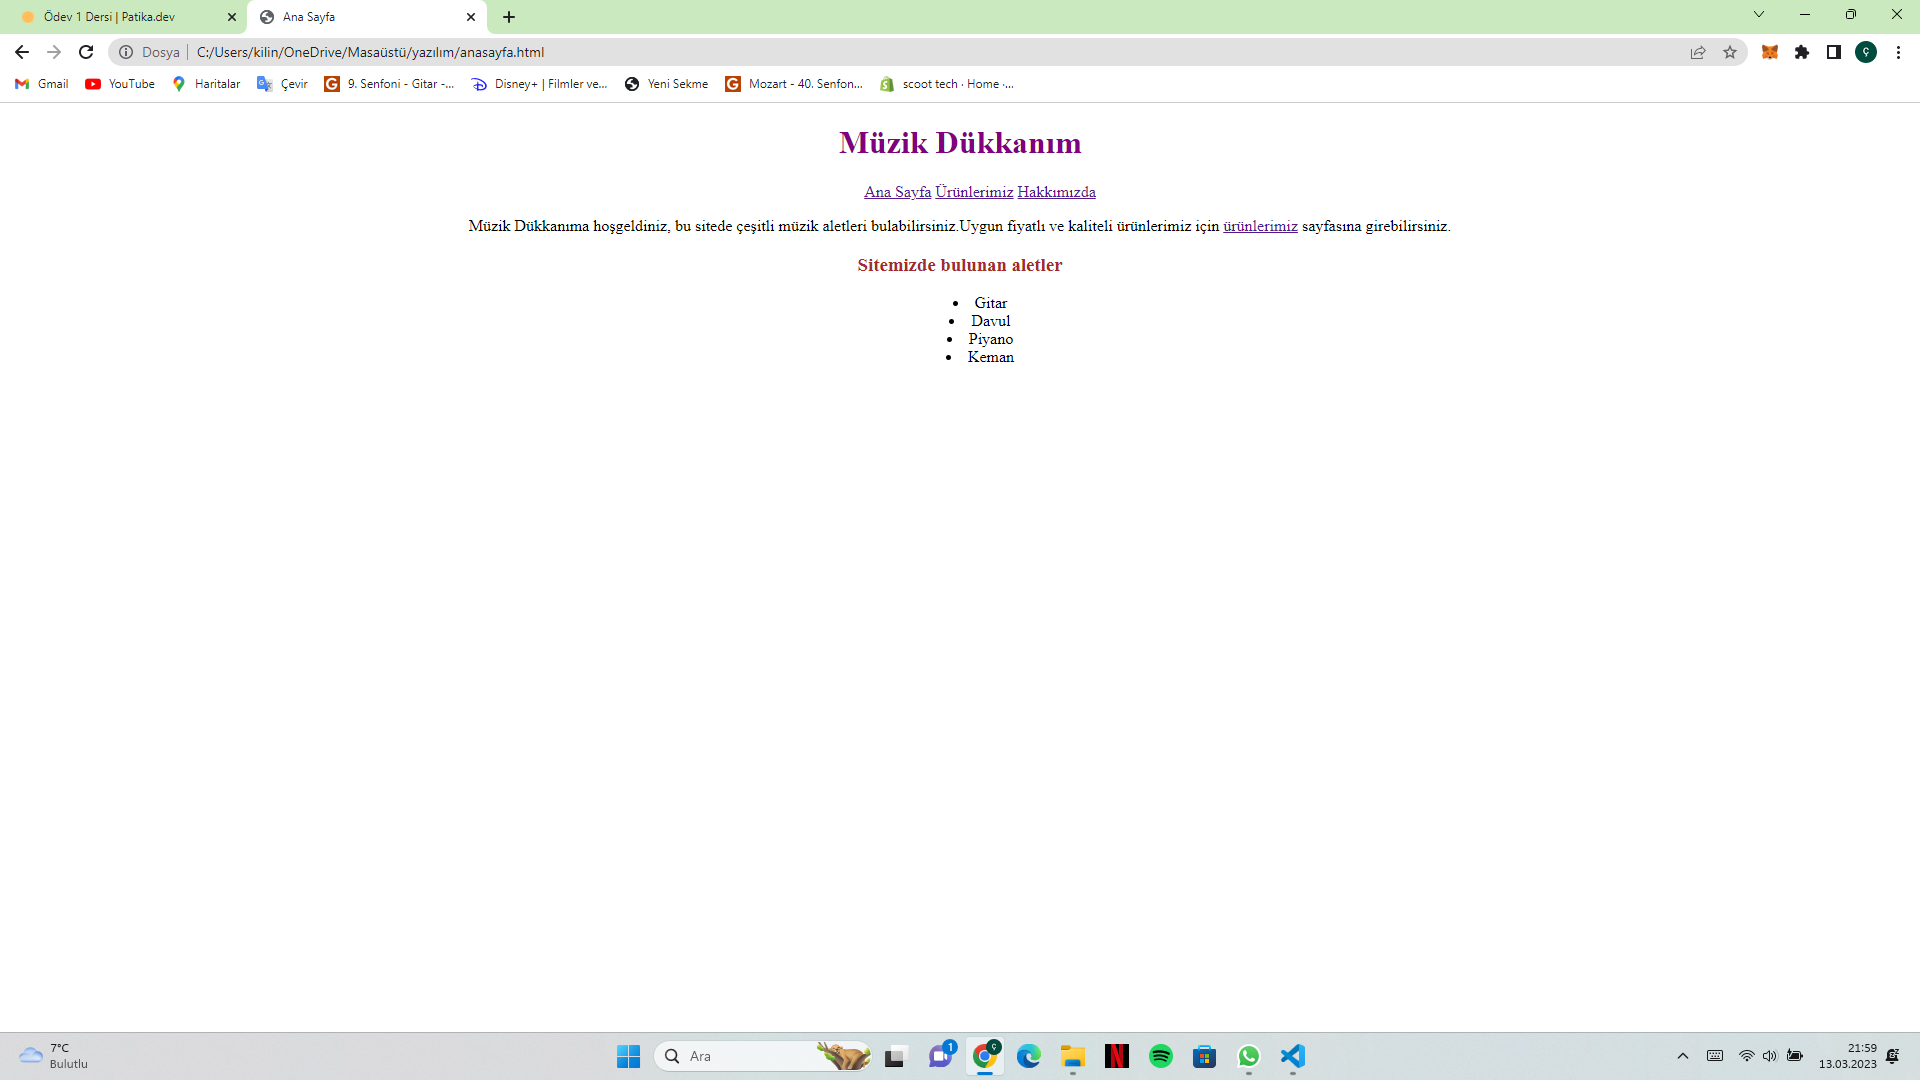 Ödev 1 Dersi | Patika.dev
Ana Sayfa
Dosya
C:/Users/kilin/OneDrive/Masaüstü/yazılım/anasayfa.html
Ç
Gmail
YouTube
Haritalar
Çevir
9. Senfoni - Gitar -...
Disney+ | Filmler ve...
Yeni Sekme
Mozart - 40. Senfon...
scoot tech · Home ·...
Müzik Dükkanım
Ana Sayfa Ürünlerimiz Hakkımızda
Müzik Dükkanıma hoşgeldiniz, bu sitede çeşitli müzik aletleri bulabilirsiniz.Uygun fiyatlı ve kaliteli ürünlerimiz için ürünlerimiz sayfasına girebilirsiniz.
Sitemizde bulunan aletler
Gitar
Davul
Piyano
Keman
7°C
Bulutlu
Ara
1
Ç
21:59
13.03.2023